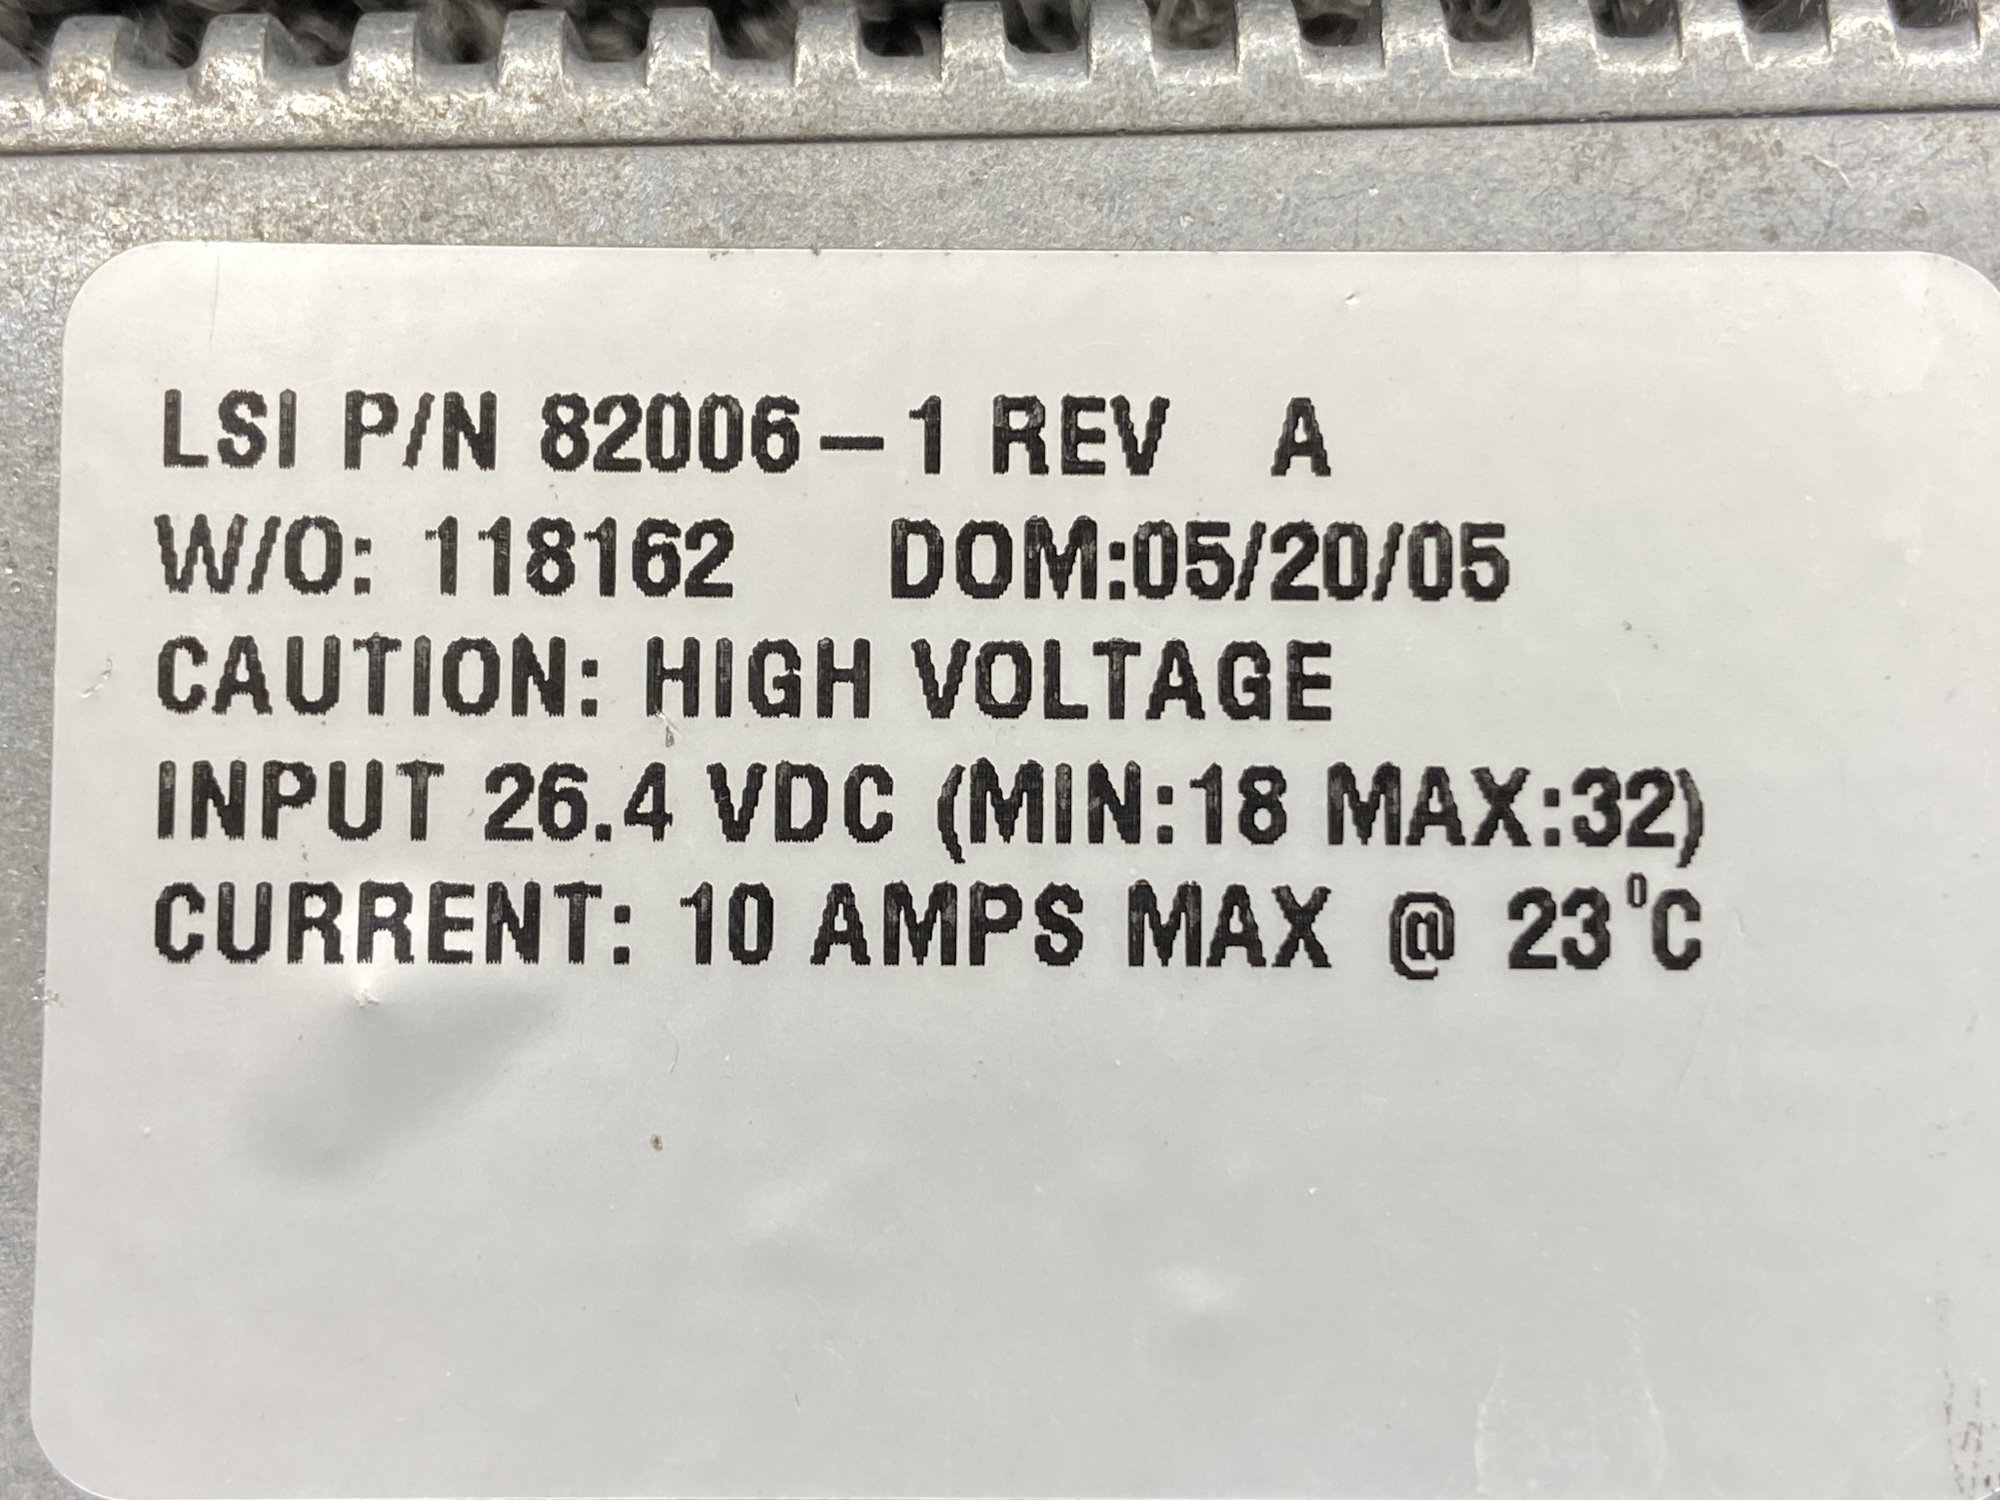 LSI P/N 82006-1 REV A
W/O: 118162 DOM:05/20/05
CAUTION: HIGH VOLTAGE
INPUT 26.4 VDC (MIN:18 MAX:32)
CURRENT: 10 AMPS MAX @ 23°C